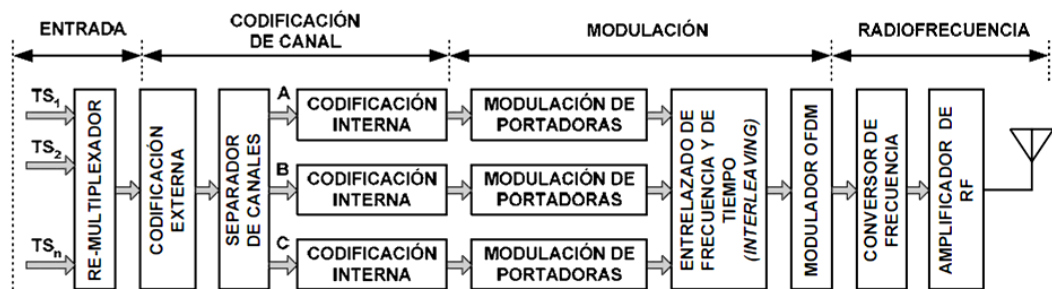 ENTRADA
CODIFICACIÓN
DE CANAL
MODULACIÓN
RADIOFRECUENCIA
TS1
TS2
TSn
RE-MULTIPLEXADOR
CODIFICACIÓN
EXTERNA
SEPARADOR
DE CANALES
A
CODIFICACIÓN
INTERNA
MODULACIÓN DE
PORTADORAS
B
CODIFICACIÓN
INTERNA
MODULACIÓN DE
PORTADORAS
C
CODIFICACIÓN
INTERNA
MODULACIÓN DE
PORTADORAS
ENTRELAZADO DE
FRECUENCIA Y DE
TIEMPO
(INTERLEAVING)
MODULADOR OFDM
CONVERSOR DE
FRECUENCIA
AMPLIFICADOR DE
RF